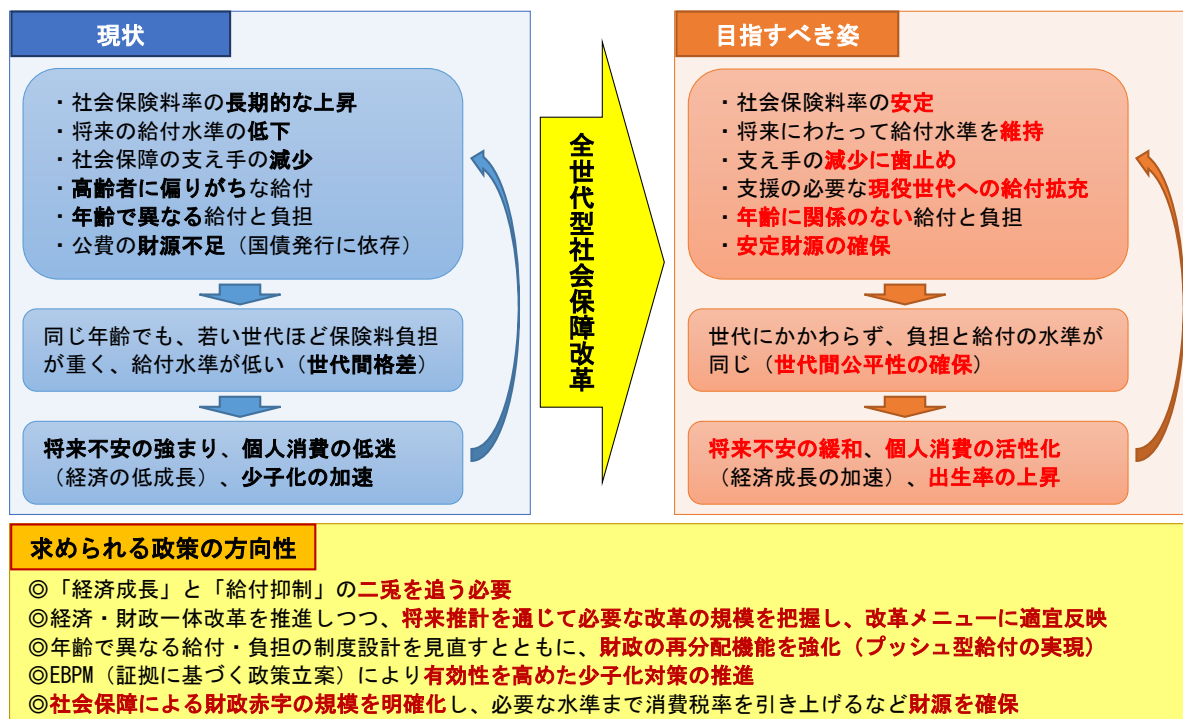 現状
・社会保険料率の長期的な上昇
・将来の給付水準の低下
・社会保障の支え手の減少
・高齢者に偏りがちな給付
・年齢で異なる給付と負担
・公費の財源不足（国債発行に依存）
同じ年齢でも、若い世代ほど保険料負担
が重く、給付水準が低い（世代間格差）
将来不安の強まり、個人消費の低迷
（経済の低成長）、少子化の加速
全世代型社会保障改革
目指すべき姿
・社会保険料率の安定
・将来にわたって給付水準を維持
・支え手の減少に歯止め
・支援の必要な現役世代への給付拡充
・年齢に関係のない給付と負担
・安定財源の確保
世代にかかわらず、負担と給付の水準が
同じ（世代間公平性の確保）
将来不安の緩和、個人消費の活性化
（経済成長の加速）、出生率の上昇
求められる政策の方向性
◎「経済成長」と「給付抑制」の二兎を追う必要
◎経済・財政一体改革を推進しつつ、将来推計を通じて必要な改革の規模を把握し、改革メニューに適宜反映
◎年齢で異なる給付・負担の制度設計を見直すとともに、財政の再分配機能を強化（プッシュ型給付の実現）
◎EBPM（証拠に基づく政策立案）により有効性を高めた少子化対策の推進
◎社会保障による財政赤字の規模を明確化し、必要な水準まで消費税率を引き上げるなど財源を確保